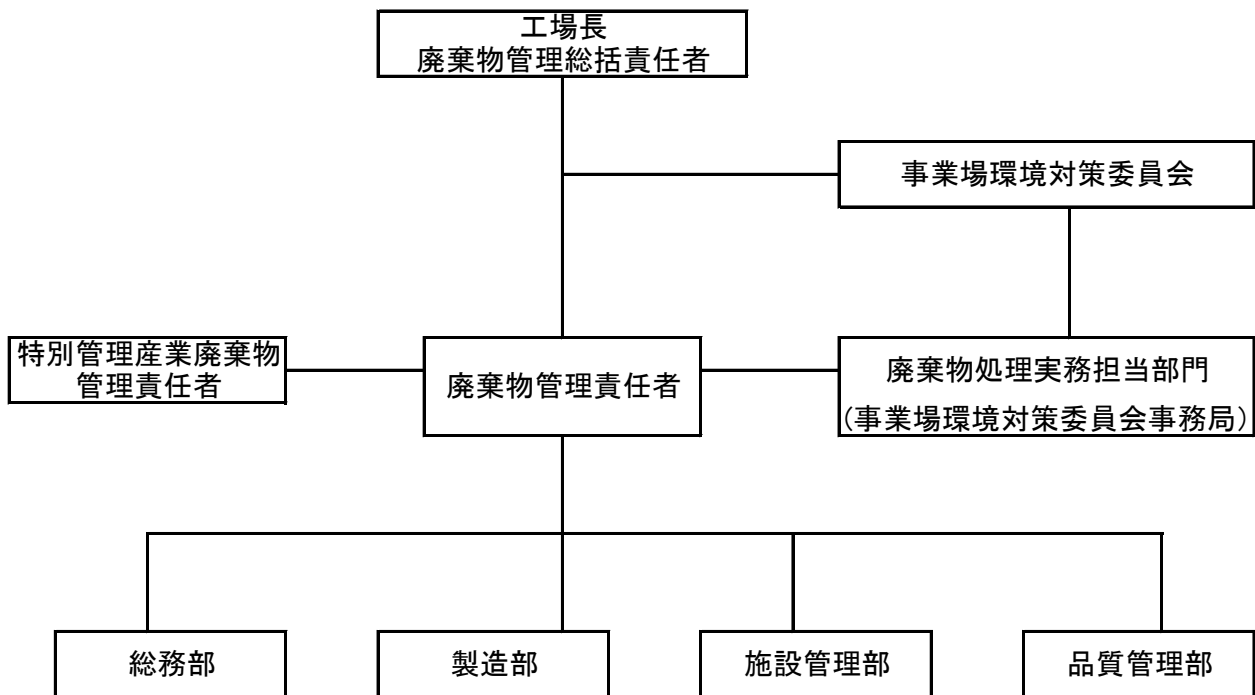 工場長
廃棄物管理総括責任者
事業場環境対策委員会
特別管理産業廃棄物
管理責任者
廃棄物管理責任者
廃棄物処理実務担当部門
(事業場環境対策委員会事務局)
総務部
製造部
施設管理部
品質管理部